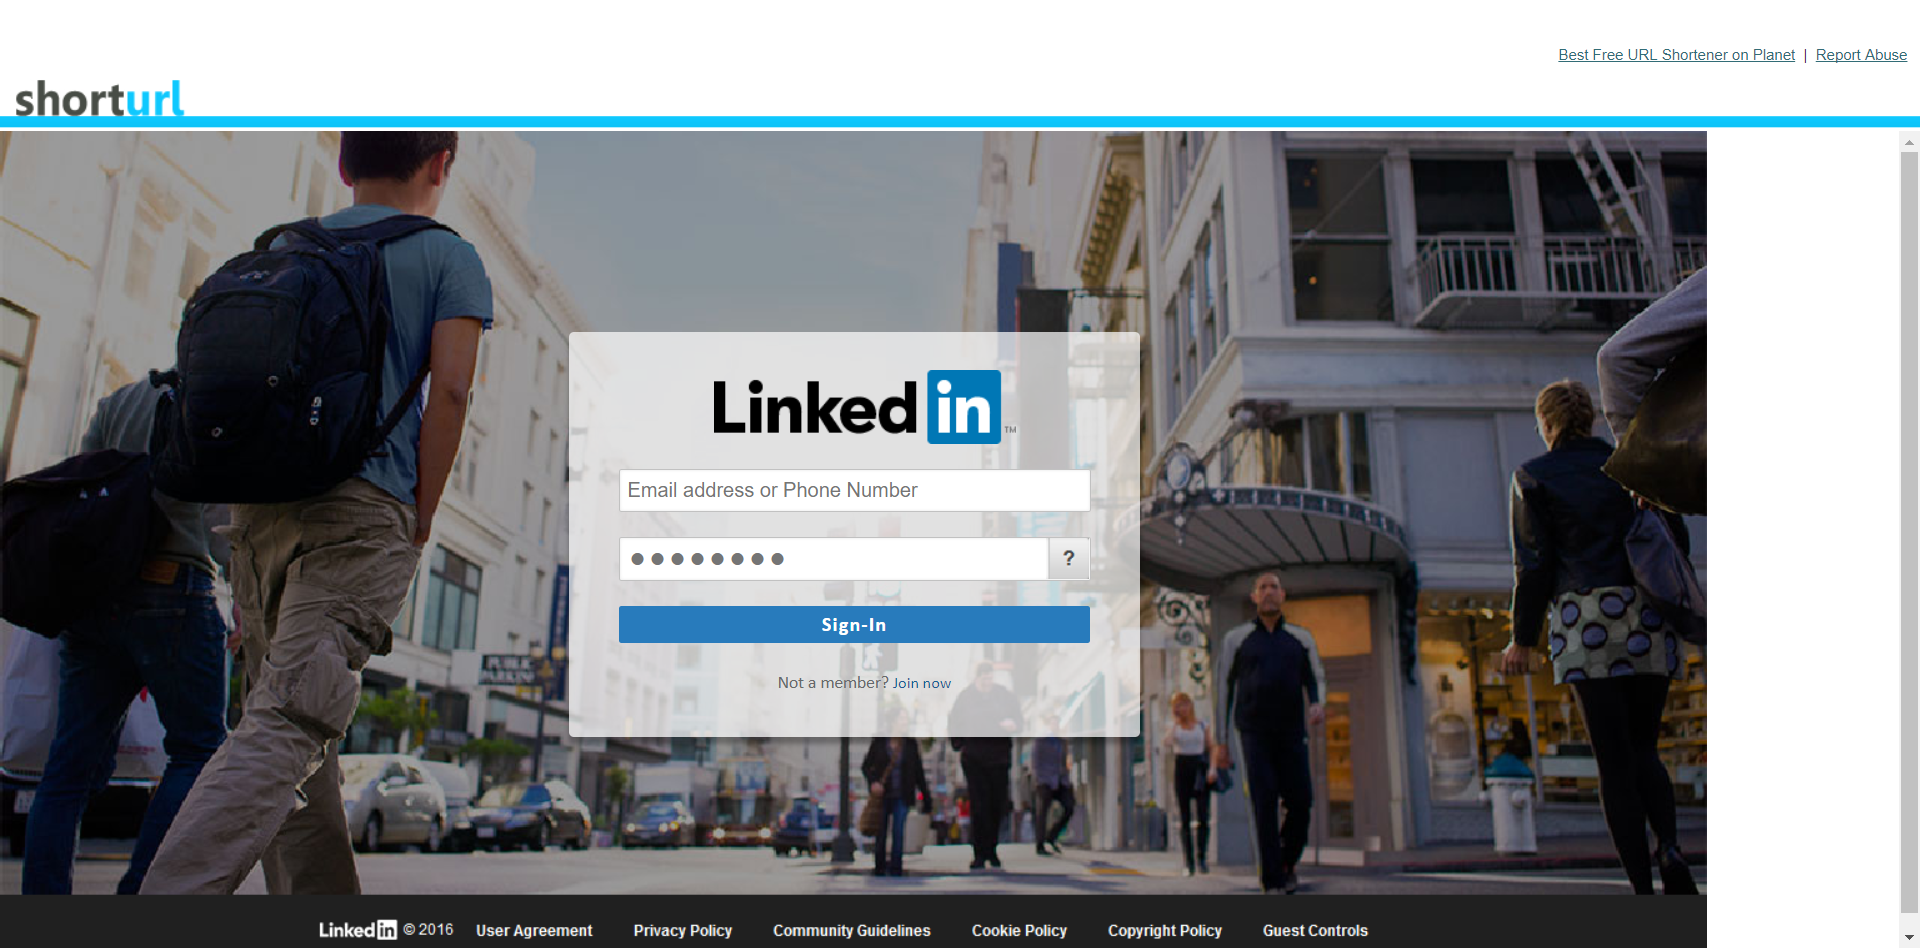 Best Free URL Shortener on Planet | Report Abuse
shorturl
Linked in ™
Email address or Phone Number
?
Sign-In
Not a member? Join now
PUBLIC
PARKING
Linked in © 2016 User Agreement Privacy Policy Community Guidelines Cookie Policy Copyright Policy Guest Controls